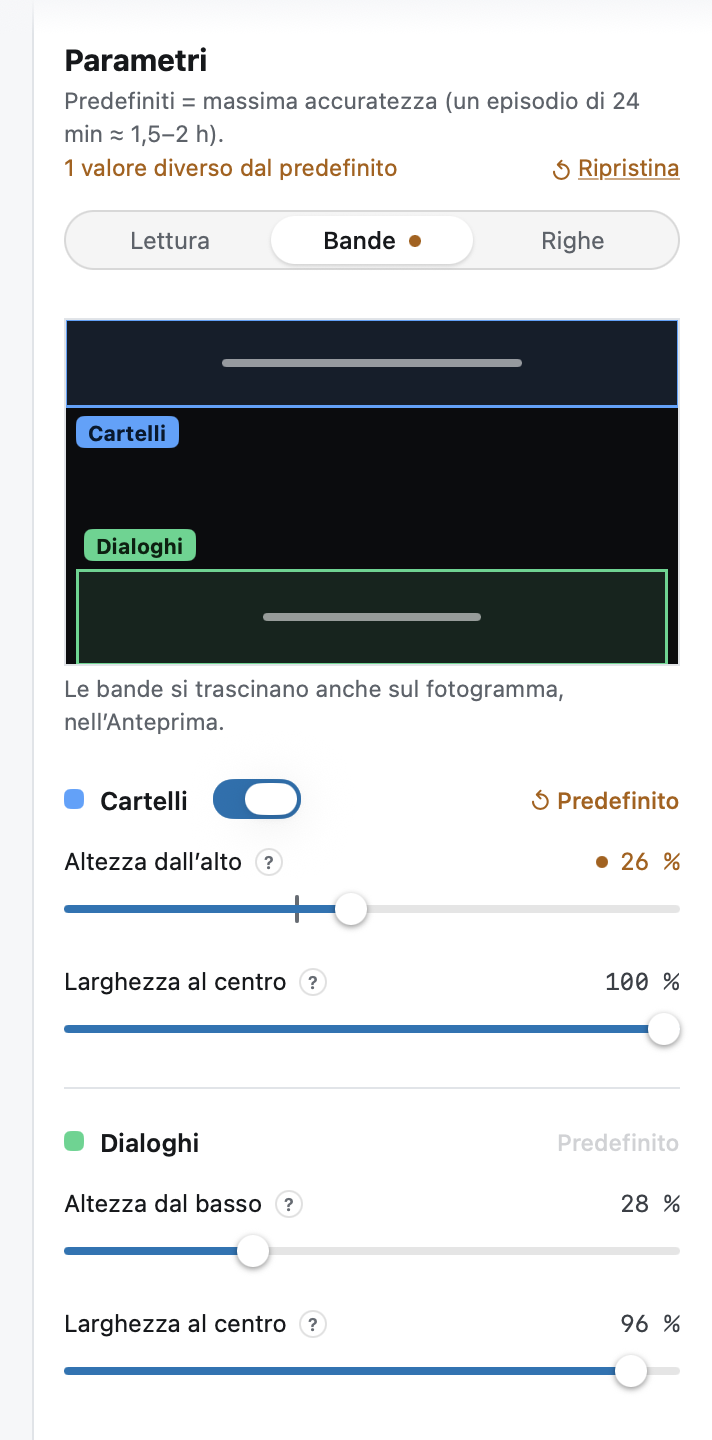 Parametri
Predefiniti = massima accuratezza (un episodio di 24
min ≈ 1,5–2 h).
1 valore diverso dal predefinito
Ripristina
Lettura
Bande
Righe
Cartelli
Dialoghi
Le bande si trascinano anche sul fotogramma,
nell’Anteprima.
Cartelli
Predefinito
Altezza dall’alto ?
26 %
Larghezza al centro ?
100 %
Dialoghi
Predefinito
Altezza dal basso ?
28 %
Larghezza al centro ?
96 %